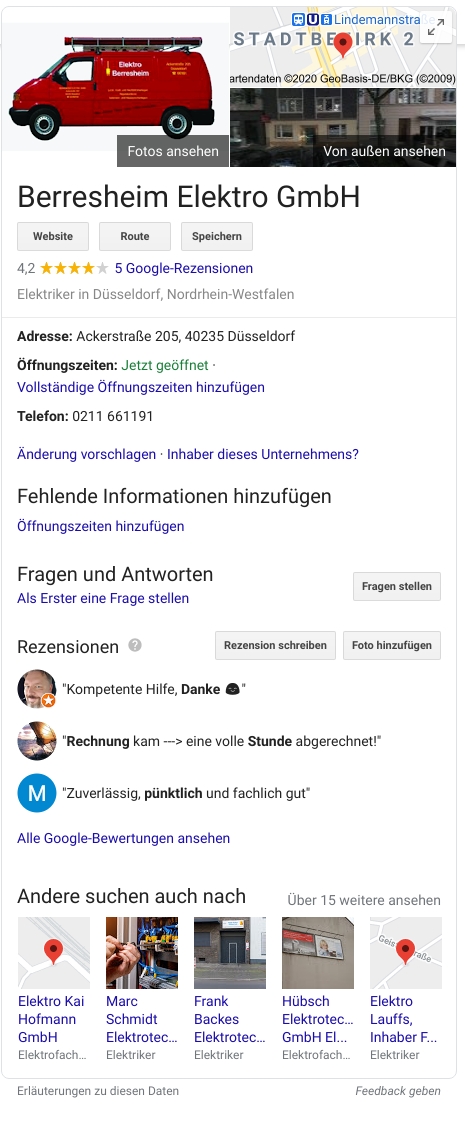 Lindemannstraße
STADTBEZIRK 2
artendaten ©2020 GeoBasis-DE/BKG (©2009)
Elektro
Berresheim
Fotos ansehen
Von außen ansehen
Berresheim Elektro GmbH
Website
Route
Speichern
4,2 ★★★★★ 5 Google-Rezensionen
Elektriker in Düsseldorf, Nordrhein-Westfalen
Adresse: Ackerstraße 205, 40235 Düsseldorf
Öffnungszeiten: Jetzt geöffnet ·
Vollständige Öffnungszeiten hinzufügen
Telefon: 0211 661191
Änderung vorschlagen · Inhaber dieses Unternehmens?
Fehlende Informationen hinzufügen
Öffnungszeiten hinzufügen
Fragen und Antworten
Als Erster eine Frage stellen
Fragen stellen
Rezensionen ?
Rezension schreiben
Foto hinzufügen
"Kompetente Hilfe, Danke "
"Rechnung kam ---> eine volle Stunde abgerechnet!"
M
"Zuverlässig, pünktlich und fachlich gut"
Alle Google-Bewertungen ansehen
Andere suchen auch nach
Über 15 weitere ansehen
Elektro Kai
Hofmann
GmbH
Elektrofach...
Marc
Schmidt
Elektrotec...
Elektriker
Frank
Backes
Elektrotec...
Elektriker
Hübsch
Elektrotec...
GmbH El...
Elektrofach...
Elektro
Lauffs,
Inhaber F...
Elektriker
Erläuterungen zu diesen Daten
Feedback geben